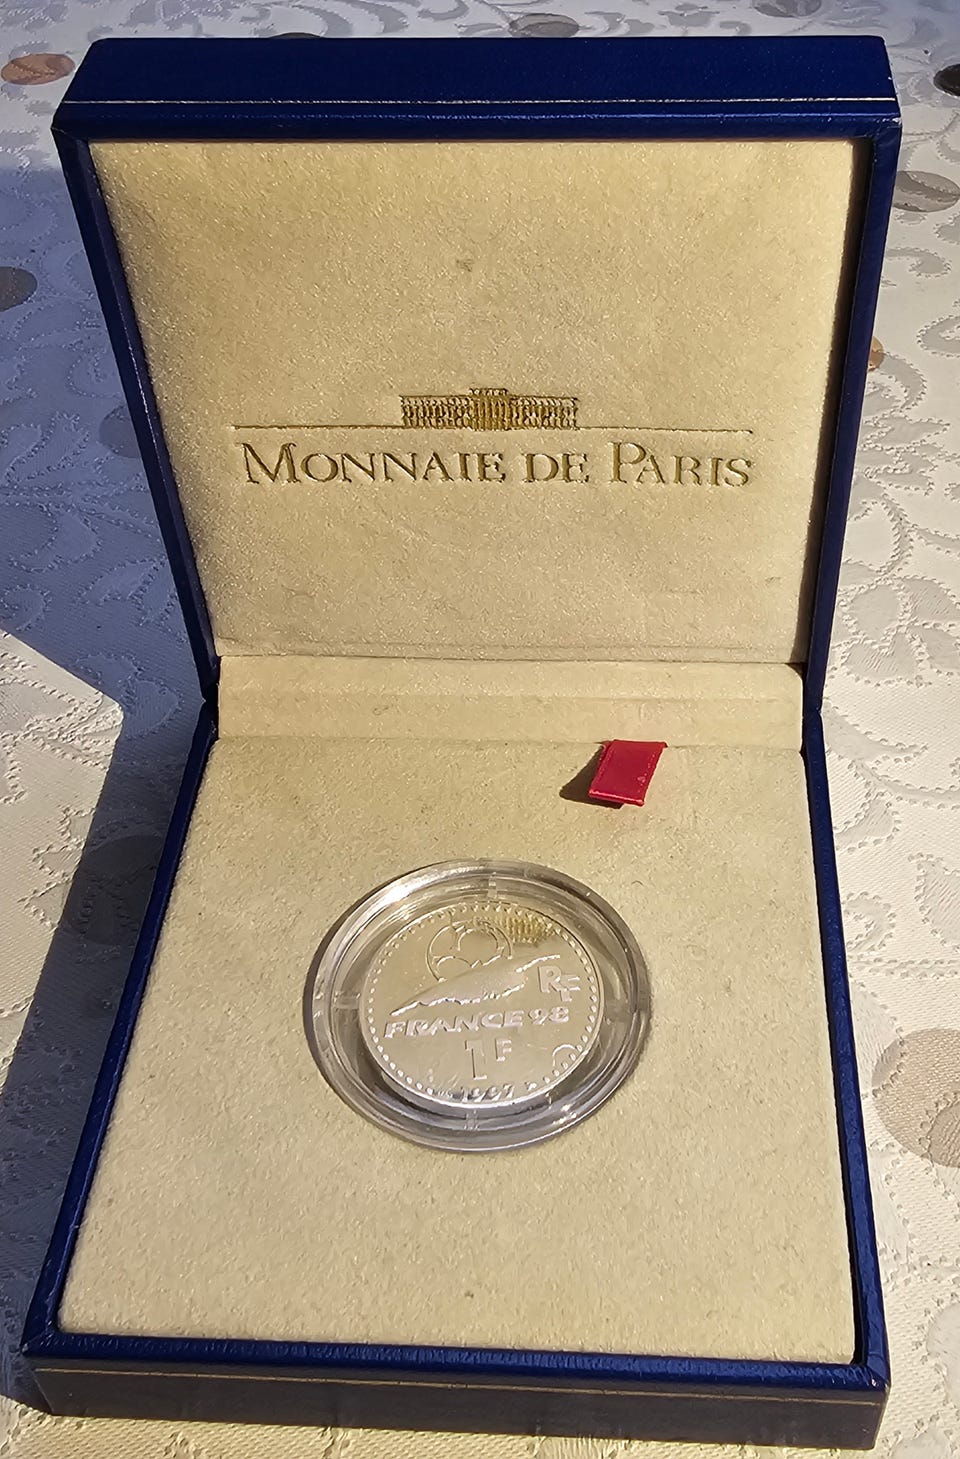 MONNAIE DE PARIS
RF
FRANCE 98
1F
1997